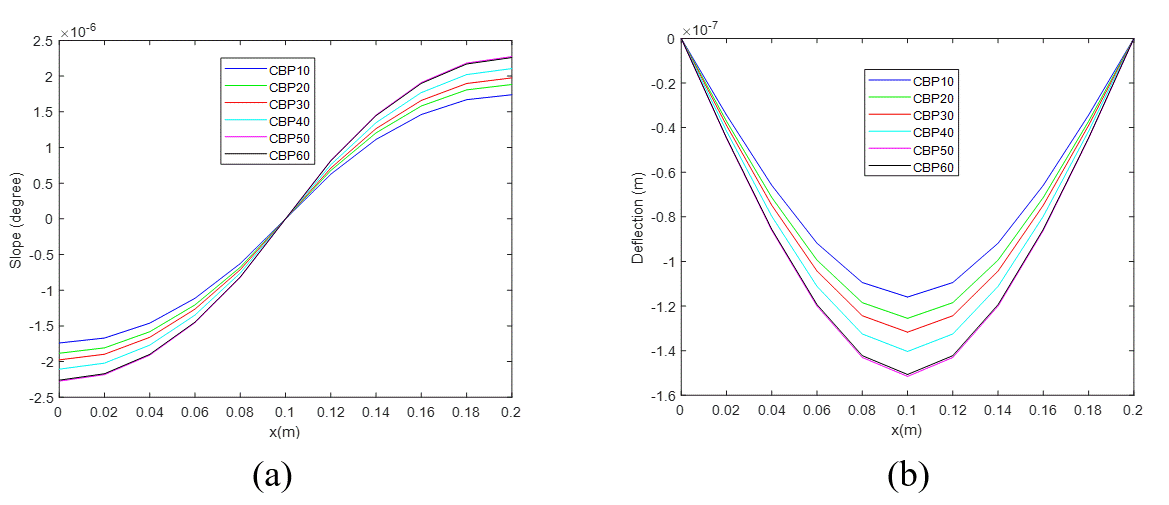 ×10⁻⁶
2.5
2
1.5
1
0.5
0
-0.5
-1
-1.5
-2
-2.5
Slope (degree)
CBP10
CBP20
CBP30
CBP40
CBP50
CBP60
0 0.02 0.04 0.06 0.08 0.1 0.12 0.14 0.16 0.18 0.2
x(m)
(a)
×10⁻⁷
0
-0.2
-0.4
-0.6
-0.8
-1
-1.2
-1.4
-1.6
Deflection (m)
CBP10
CBP20
CBP30
CBP40
CBP50
CBP60
0 0.02 0.04 0.06 0.08 0.1 0.12 0.14 0.16 0.18 0.2
x(m)
(b)